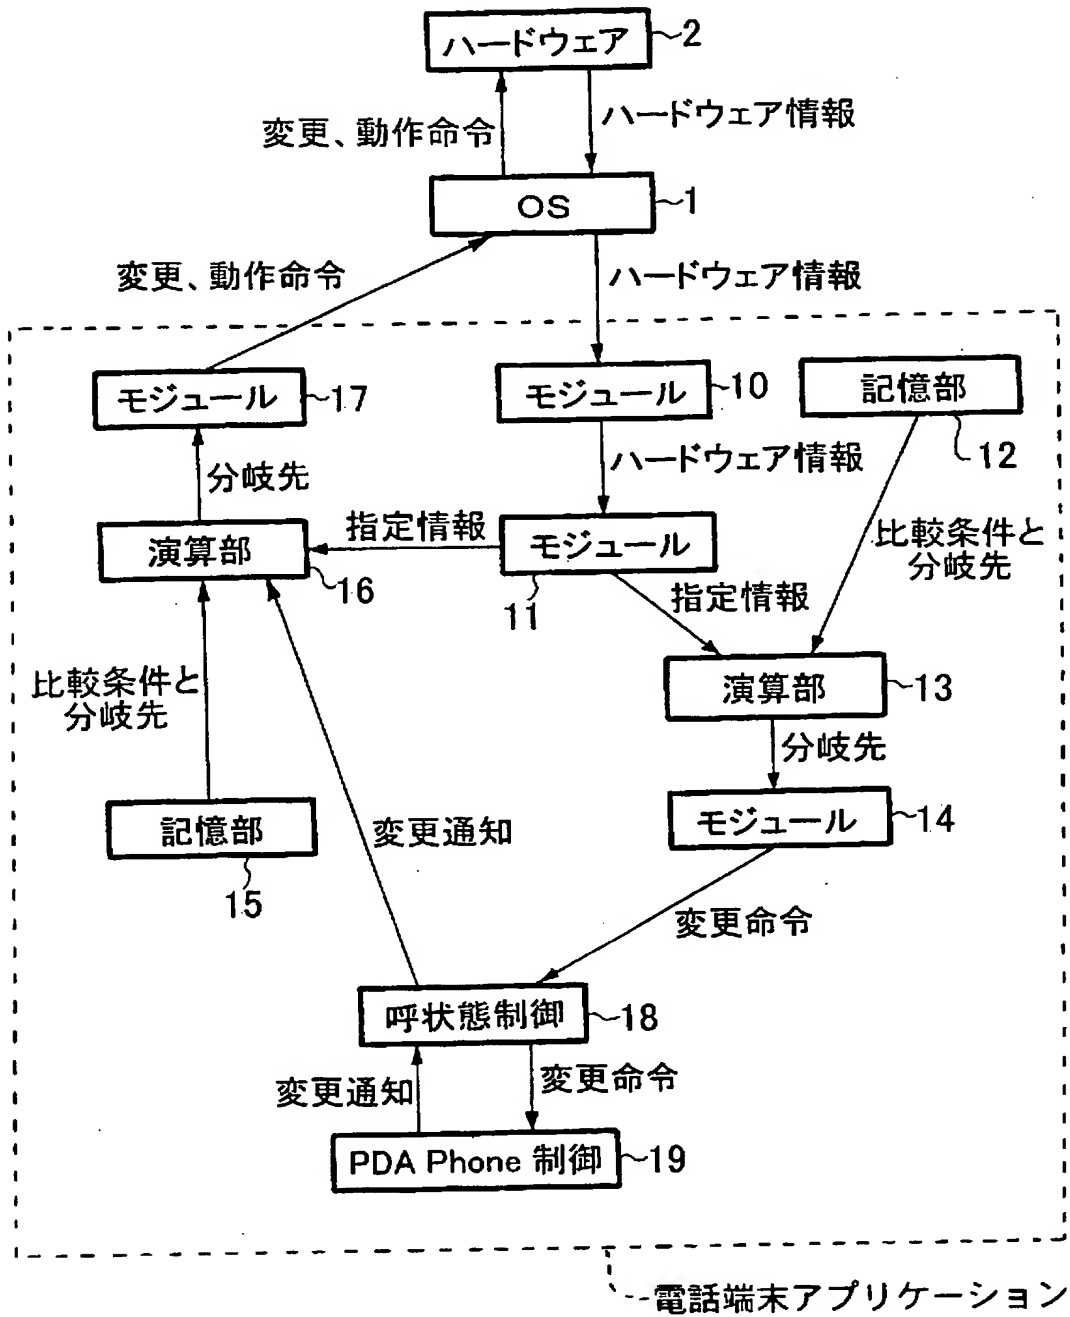 ハードウェア 2
変更、動作命令
ハードウェア情報
OS 1
変更、動作命令
ハードウェア情報
モジュール 17
モジュール 10
記憶部
12
分岐先
ハードウェア情報
演算部
16
指定情報
モジュール
11
比較条件と
分岐先
指定情報
比較条件と
分岐先
演算部 13
分岐先
記憶部
15
変更通知
モジュール 14
変更命令
呼状態制御 18
変更通知
変更命令
PDA Phone 制御 19
電話端末アプリケーション